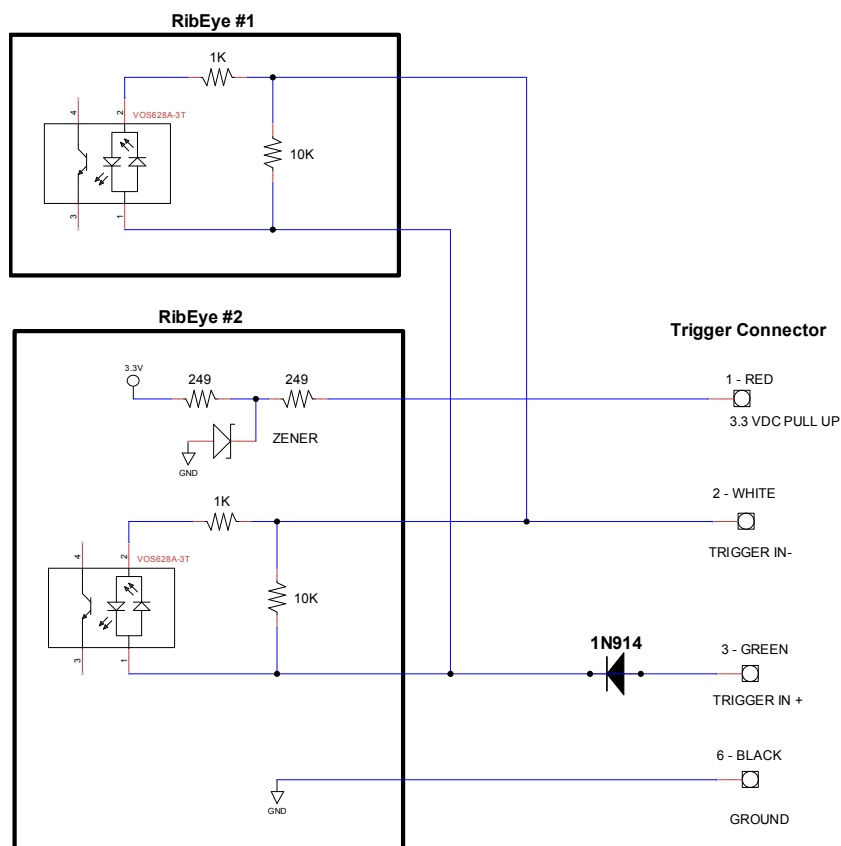 RibEye #1
1K
4
2
VOS628A-3T
10K
3
1
RibEye #2
Trigger Connector
3.3V
249
249
1 - RED
ZENER
3.3 VDC PULL UP
GND
1K
2 - WHITE
4
2
VOS628A-3T
TRIGGER IN-
10K
1N914
3
1
3 - GREEN
TRIGGER IN +
6 - BLACK
GND
GROUND